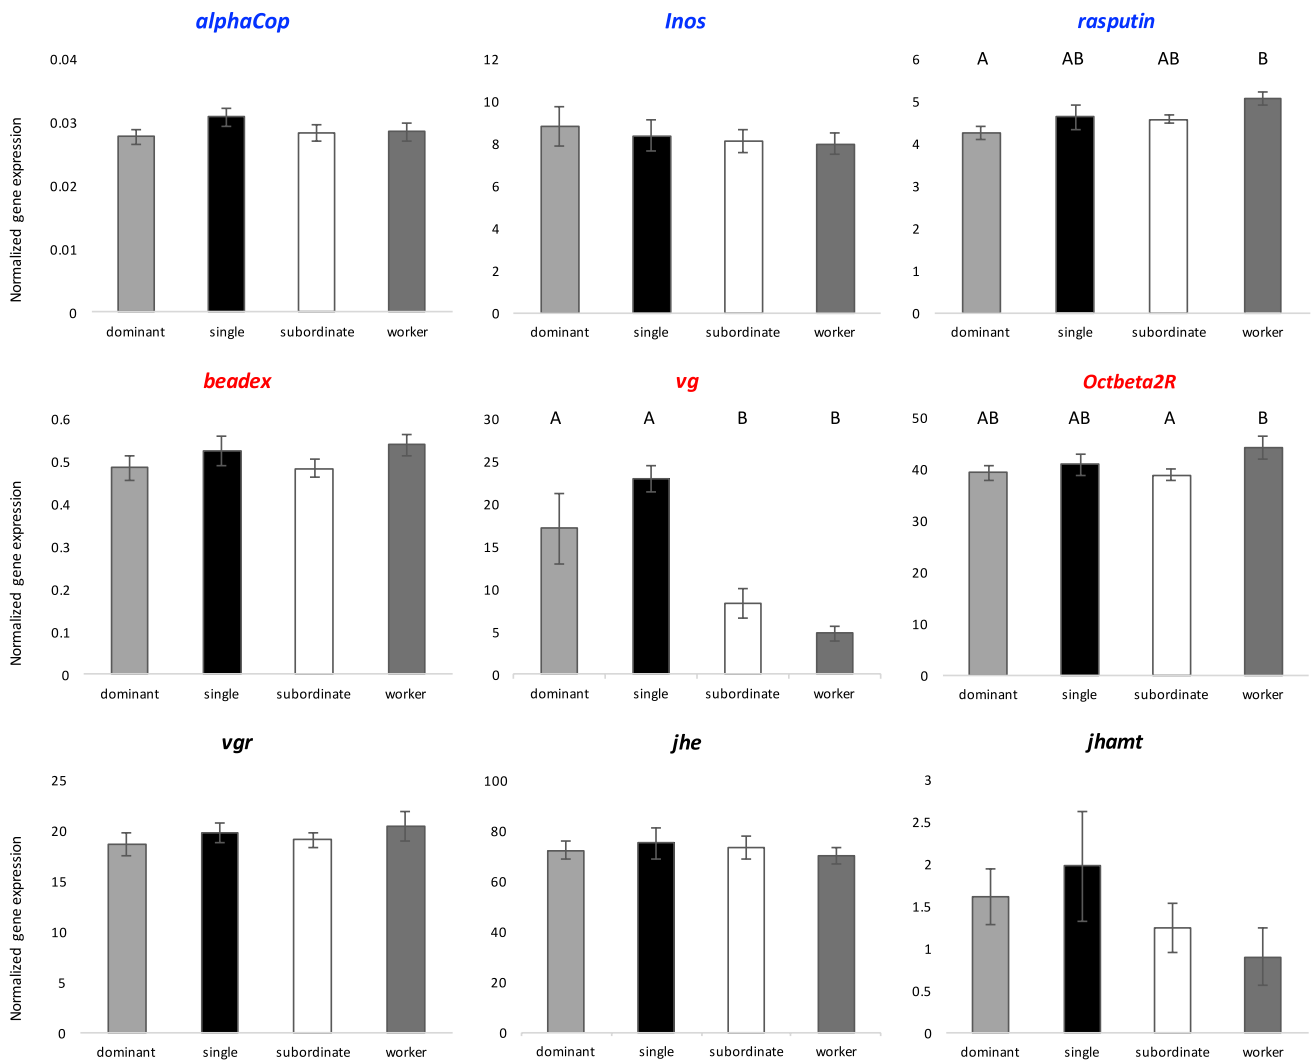 alphaCop
Inos
rasputin
Normalized gene expression
0.04
0.03
0.02
0.01
0
dominant single subordinate worker
12
10
8
6
4
2
0
dominant single subordinate worker
6
5
4
3
2
1
0
A AB AB B
dominant single subordinate worker
beadex
vg
Octbeta2R
Normalized gene expression
0.6
0.5
0.4
0.3
0.2
0.1
0
dominant single subordinate worker
30
25
20
15
10
5
0
A A B B
dominant single subordinate worker
50
40
30
20
10
0
AB AB A B
dominant single subordinate worker
vgr
jhe
jhamt
Normalized gene expression
25
20
15
10
5
0
dominant single subordinate worker
100
80
60
40
20
0
dominant single subordinate worker
3
2.5
2
1.5
1
0.5
0
dominant single subordinate worker